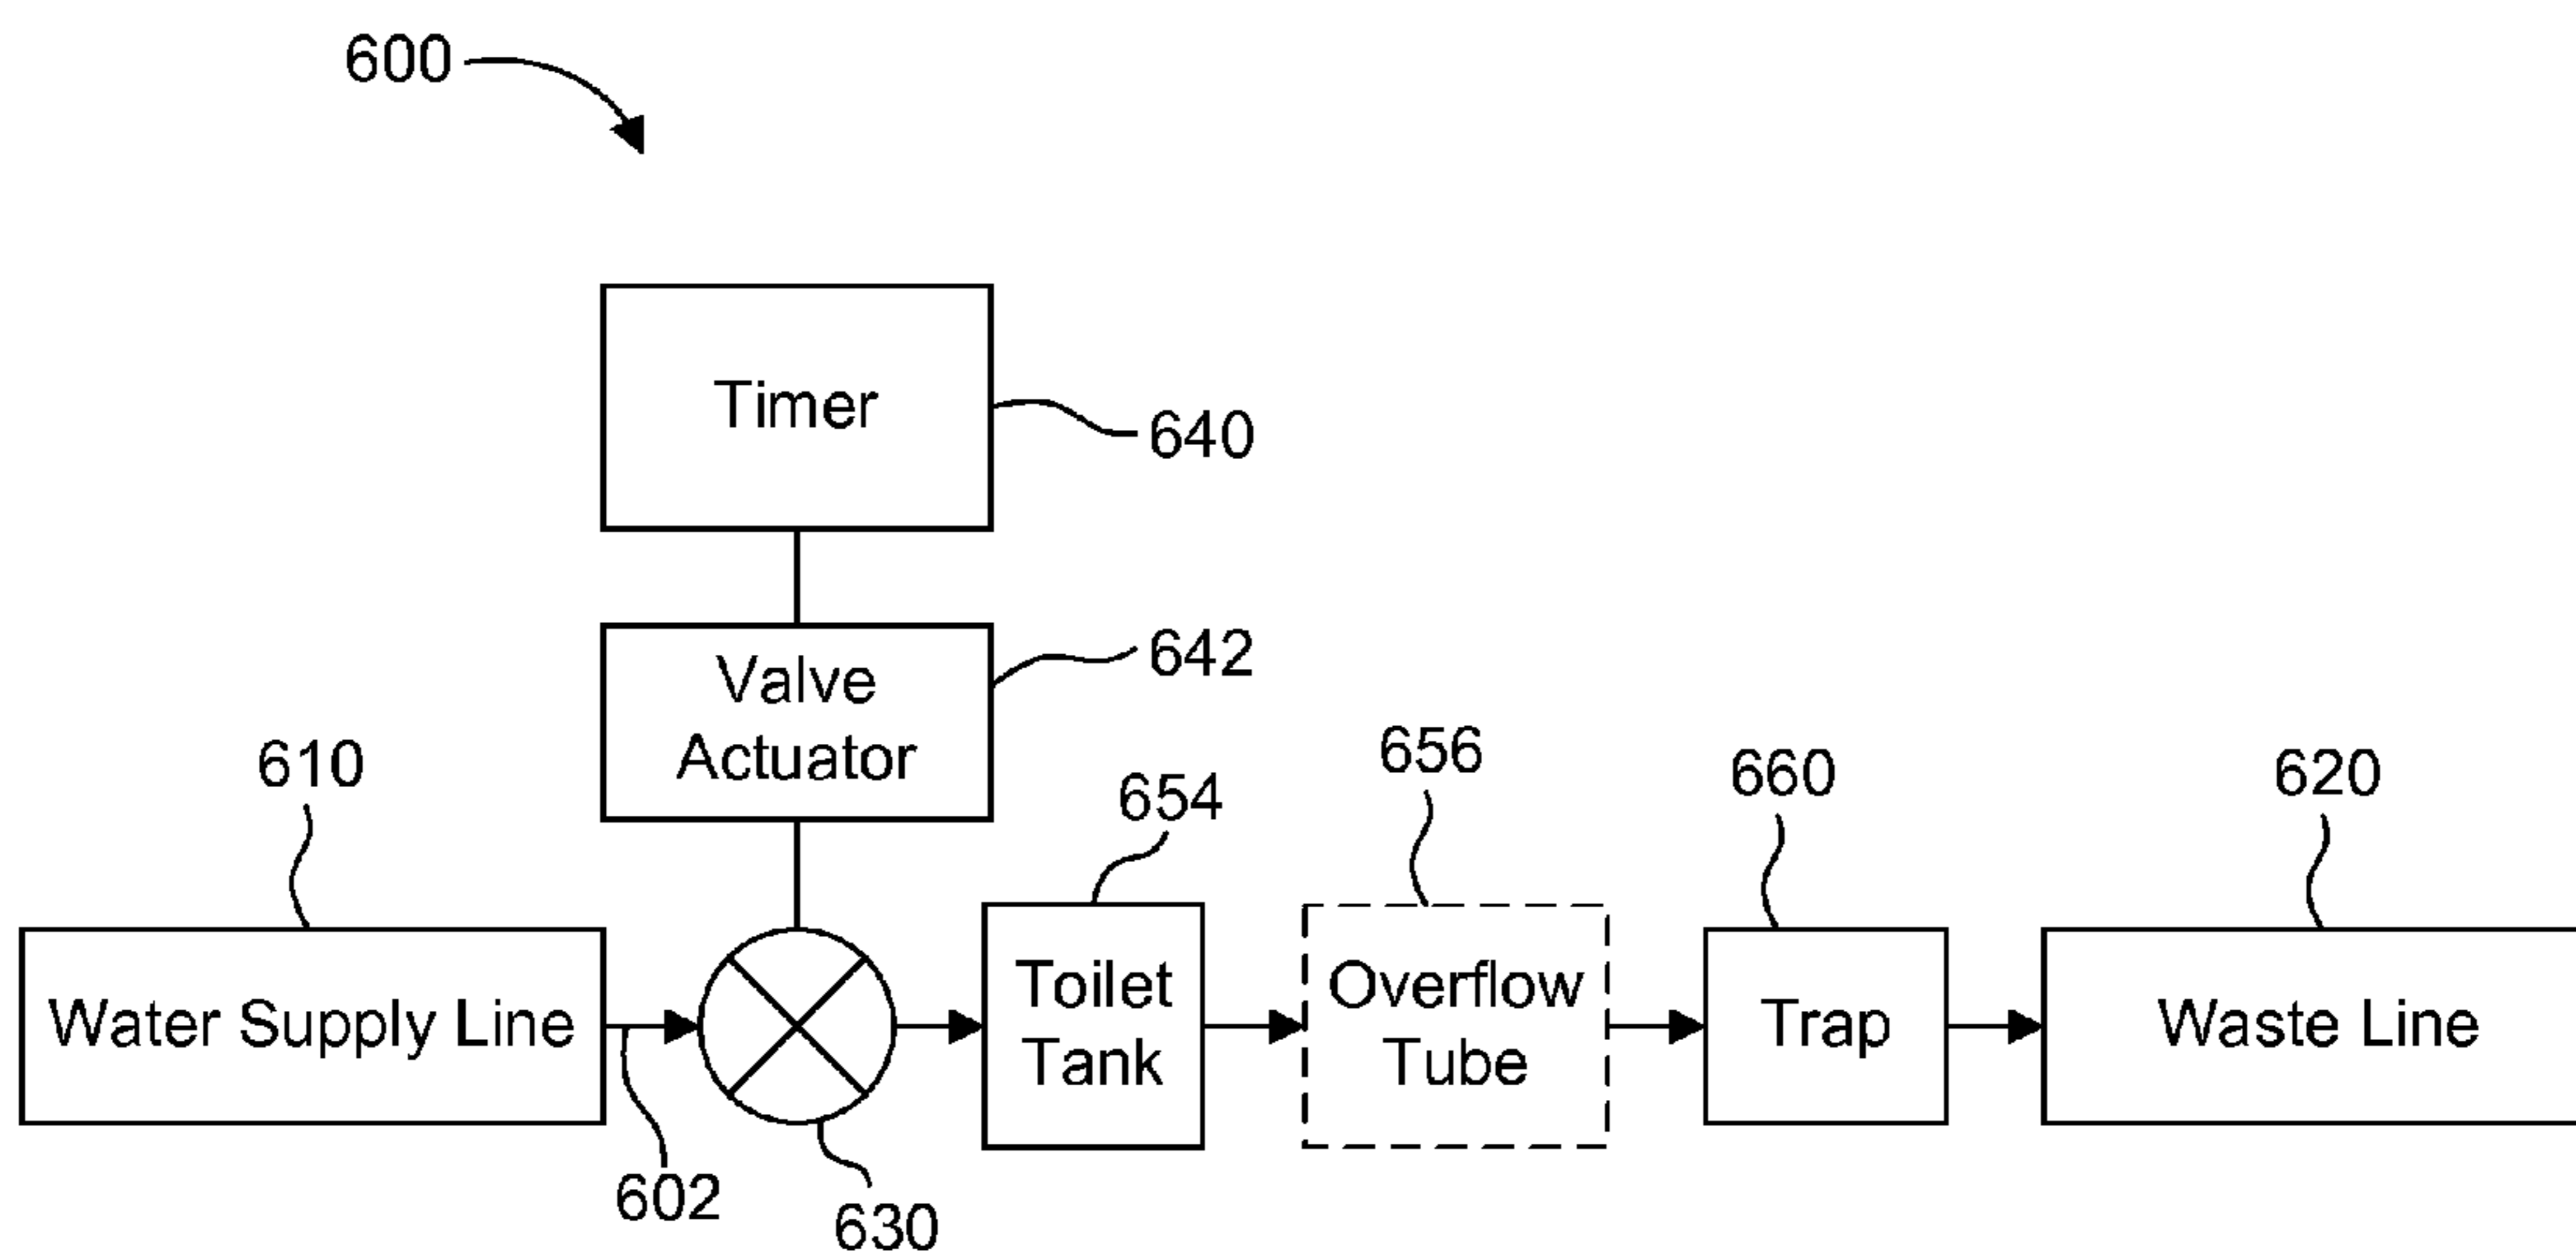 600
Timer
640
Valve
Actuator
642
610
654
656
660
620
Water Supply Line
Toilet
Tank
Overflow
Tube
Trap
Waste Line
602
630